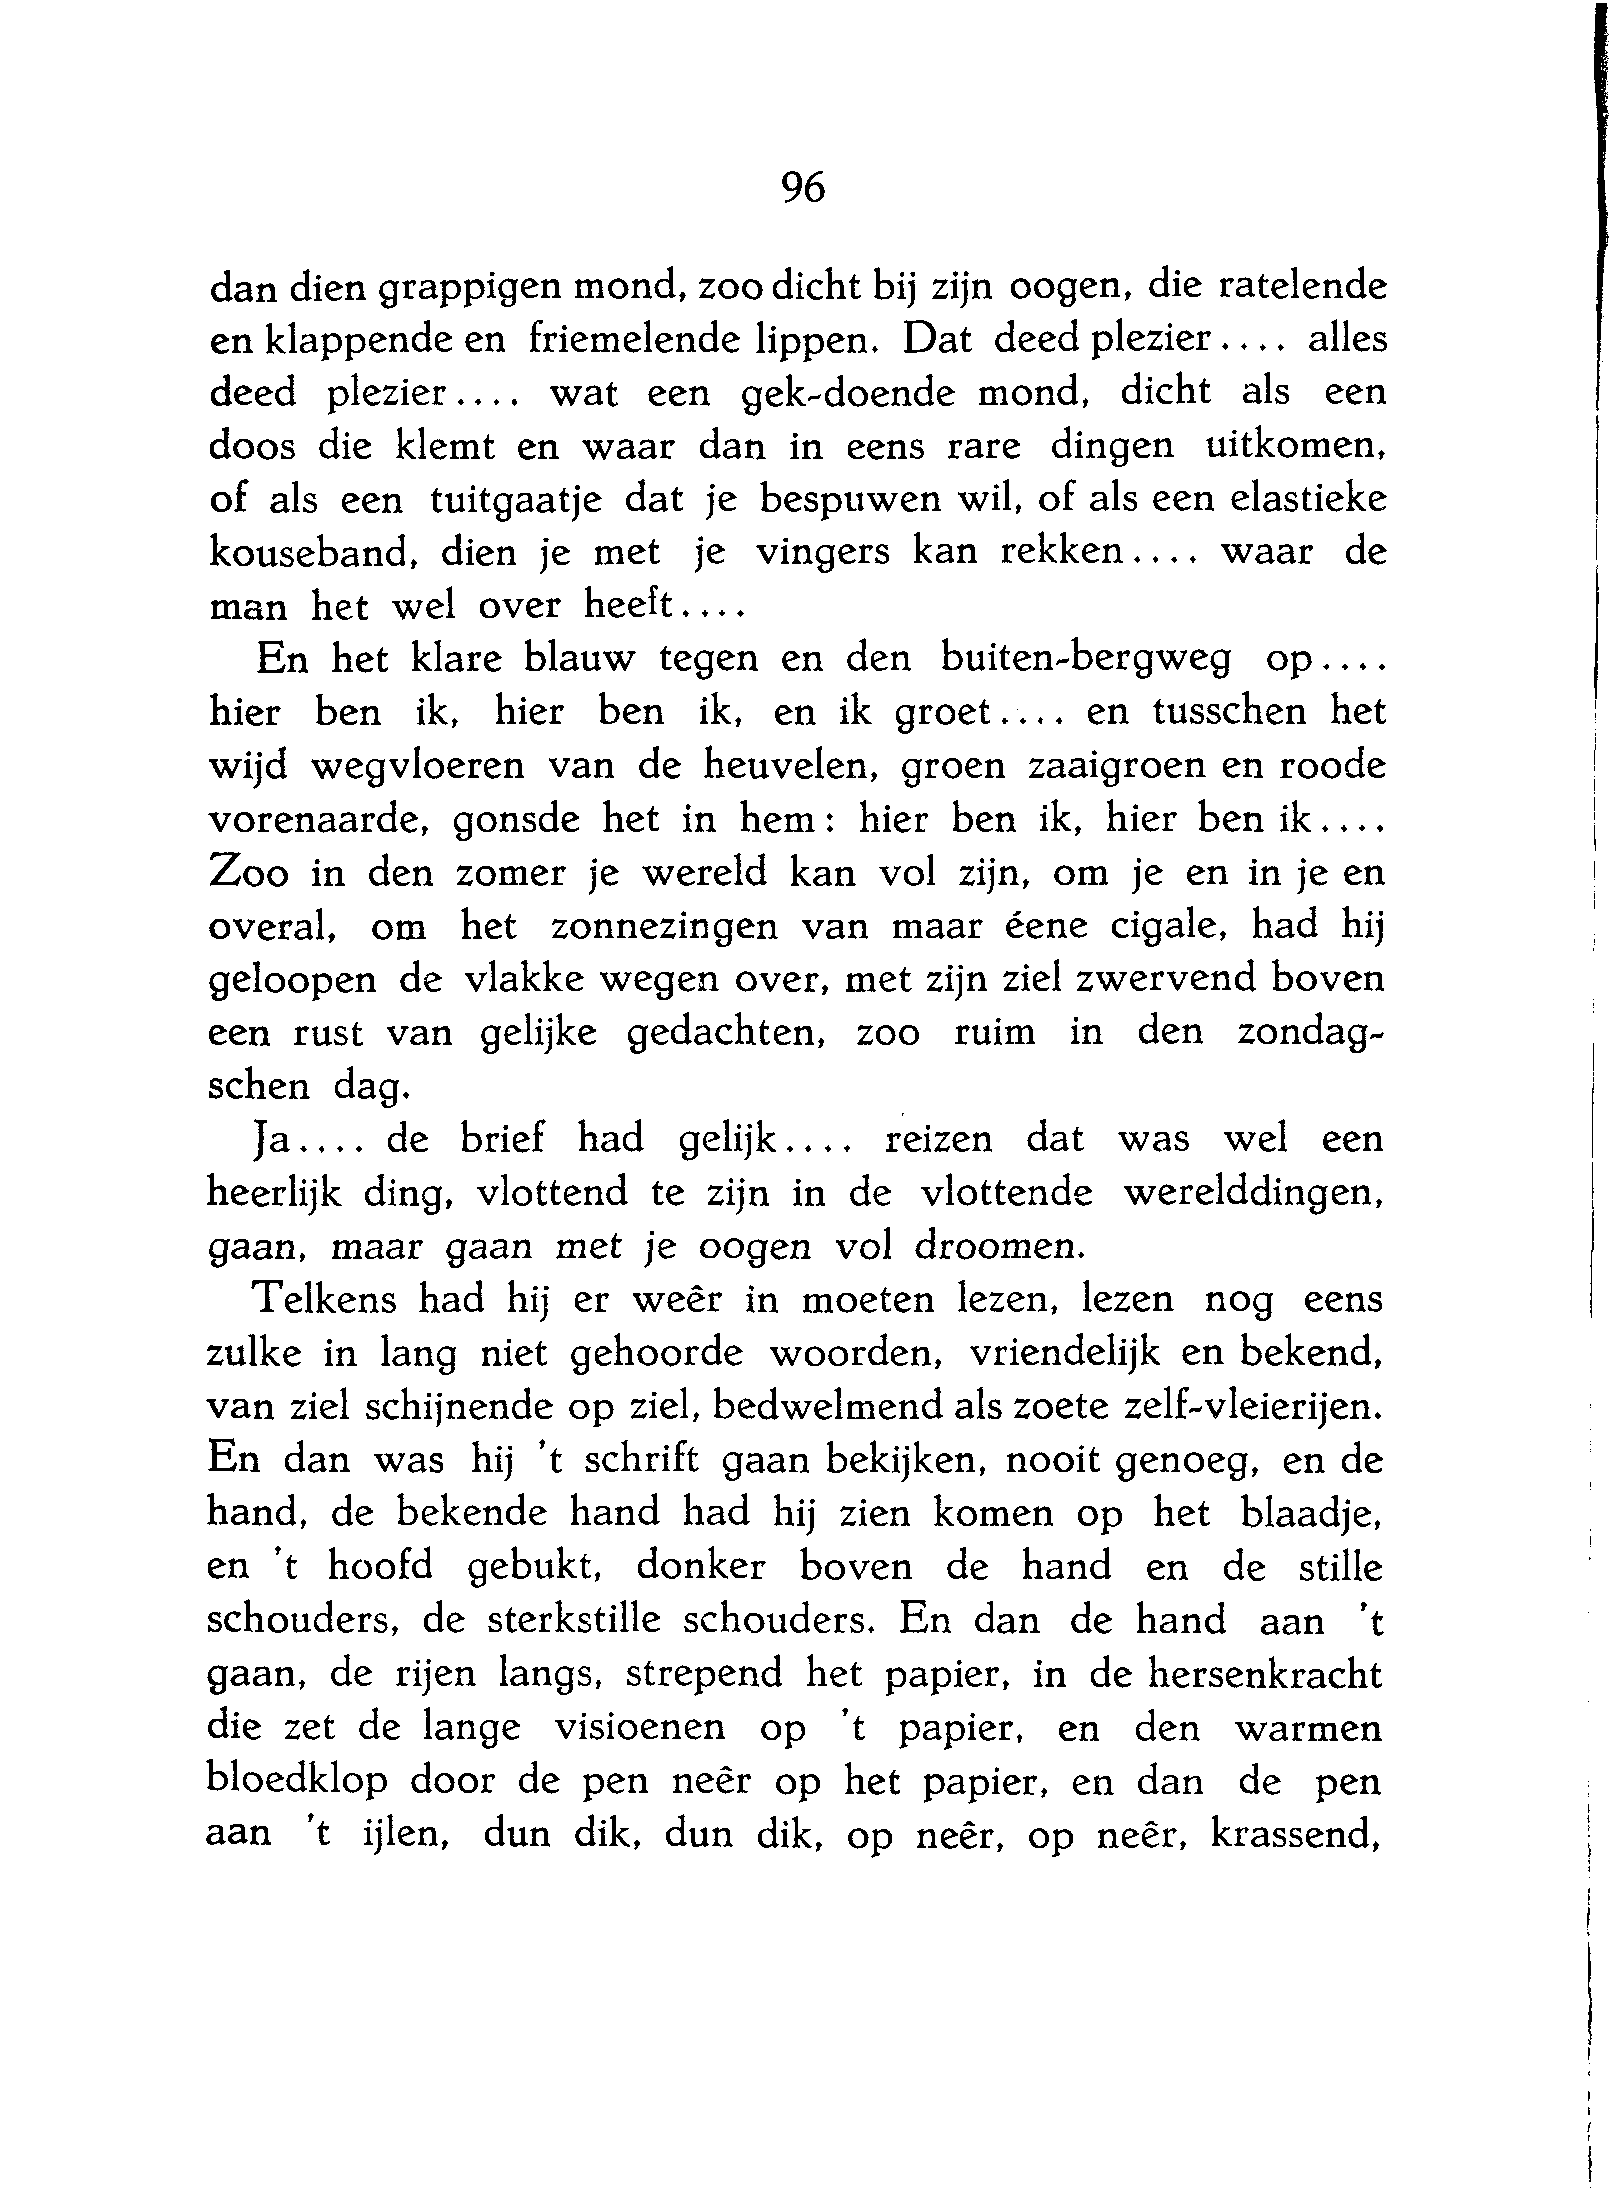 96
dan dien grappigen mond, zoo dicht bij zijn oogen, die ratelende
en klappende en friemelende lippen. Dat deed plezier.... alles
deed plezier.... wat een gek-doende mond, dicht als een
doos die klemt en waar dan in eens rare dingen uitkomen,
of als een tuitgaatje dat je bespuwen wil, of als een elastieke
kouseband, dien je met je vingers kan rekken.... waar de
man het wel over heeft....
En het klare blauw tegen en den buiten-bergweg op....
hier ben ik, hier ben ik, en ik groet.... en tusschen het
wijd wegvloeren van de heuvelen, groen zaaigroen en roode
vorenaarde, gonsde het in hem: hier ben ik, hier ben ik....
Zoo in den zomer je wereld kan vol zijn, om je en in je en
overal, om het zonnezingen van maar éene cigale, had hij
geloopen de vlakke wegen over, met zijn ziel zwervend boven
een rust van gelijke gedachten, zoo ruim in den zondag-
schen dag.
Ja.... de brief had gelijk.... reizen dat was wel een
heerlijk ding, vlottend te zijn in de vlottende werelddingen,
gaan, maar gaan met je oogen vol droomen.
Telkens had hij er weêr in moeten lezen, lezen nog eens
zulke in lang niet gehoorde woorden, vriendelijk en bekend,
van ziel schijnende op ziel, bedwelmend als zoete zelf-vleierijen.
En dan was hij 't schrift gaan bekijken, nooit genoeg, en de
hand, de bekende hand had hij zien komen op het blaadje,
en 't hoofd gebukt, donker boven de hand en de stille
schouders, de sterkstille schouders. En dan de hand aan 't
gaan, de rijen langs, strepend het papier, in de hersenkracht
die zet de lange visioenen op 't papier, en den warmen
bloedklop door de pen neêr op het papier, en dan de pen
aan 't ijlen, dun dik, dun dik, op neêr, op neêr, krassend,